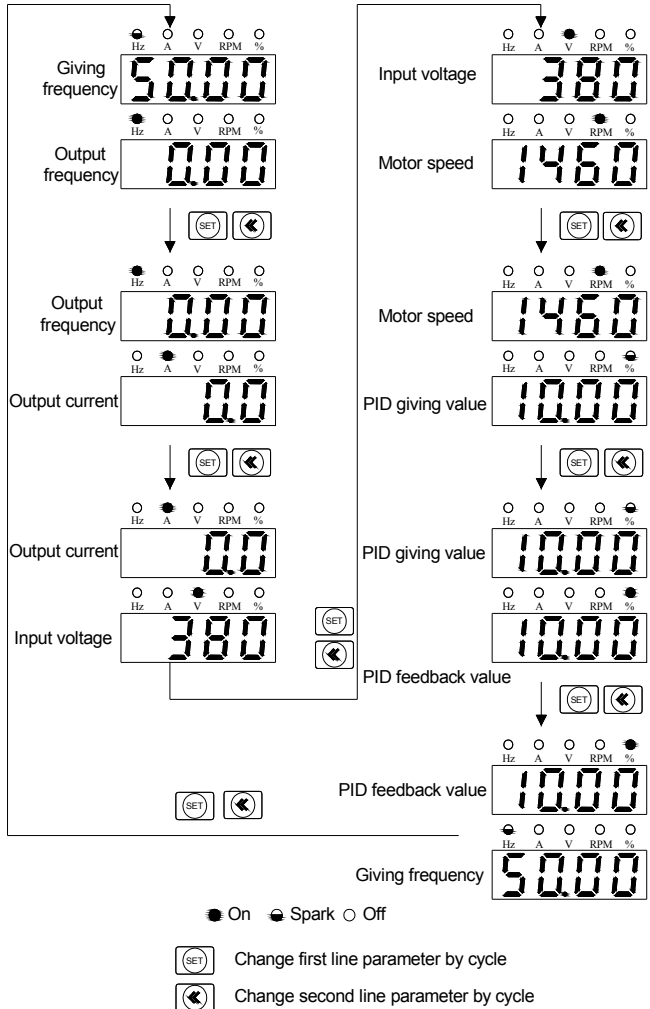 Hz A V RPM %
Giving frequency
50.00
Hz A V RPM %
Output frequency
0.00
SET
Hz A V RPM %
Output frequency
0.00
Hz A V RPM %
Output current
0.0
SET
Hz A V RPM %
Output current
0.0
Hz A V RPM %
Input voltage
380
SET
Hz A V RPM %
Input voltage
380
Hz A V RPM %
Motor speed
1460
SET
Hz A V RPM %
Motor speed
1460
Hz A V RPM %
PID giving value
10.00
SET
Hz A V RPM %
PID giving value
10.00
Hz A V RPM %
10.00
PID feedback value
SET
Hz A V RPM %
PID feedback value
10.00
SET
Hz A V RPM %
Giving frequency
50.00
On Spark Off
SET Change first line parameter by cycle
Change second line parameter by cycle